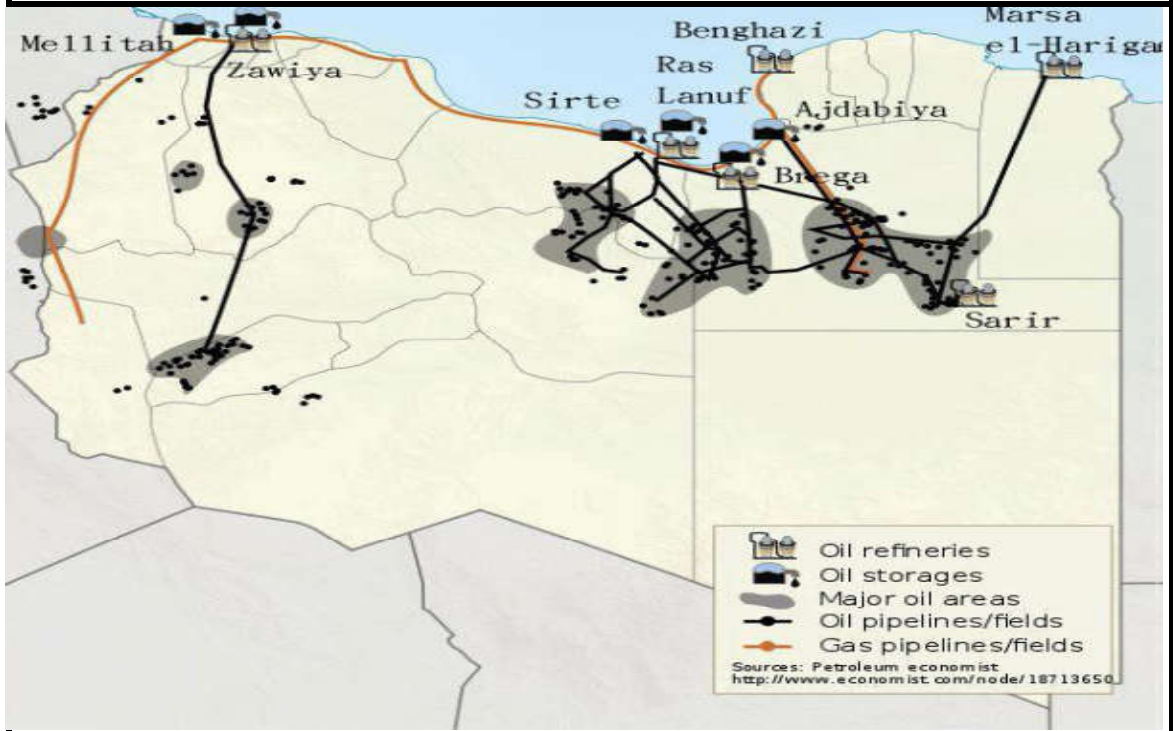 Mellitah
Zawiya
Sirte
Ras
Lanuf
Benghazi
Ajdabiya
Brega
Marsa
el-Hariga
Sarir
Oil refineries
Oil storages
Major oil areas
Oil pipelines/fields
Gas pipelines/fields
Sources: Petroleum economist
http://www.economist.com/node/18713650